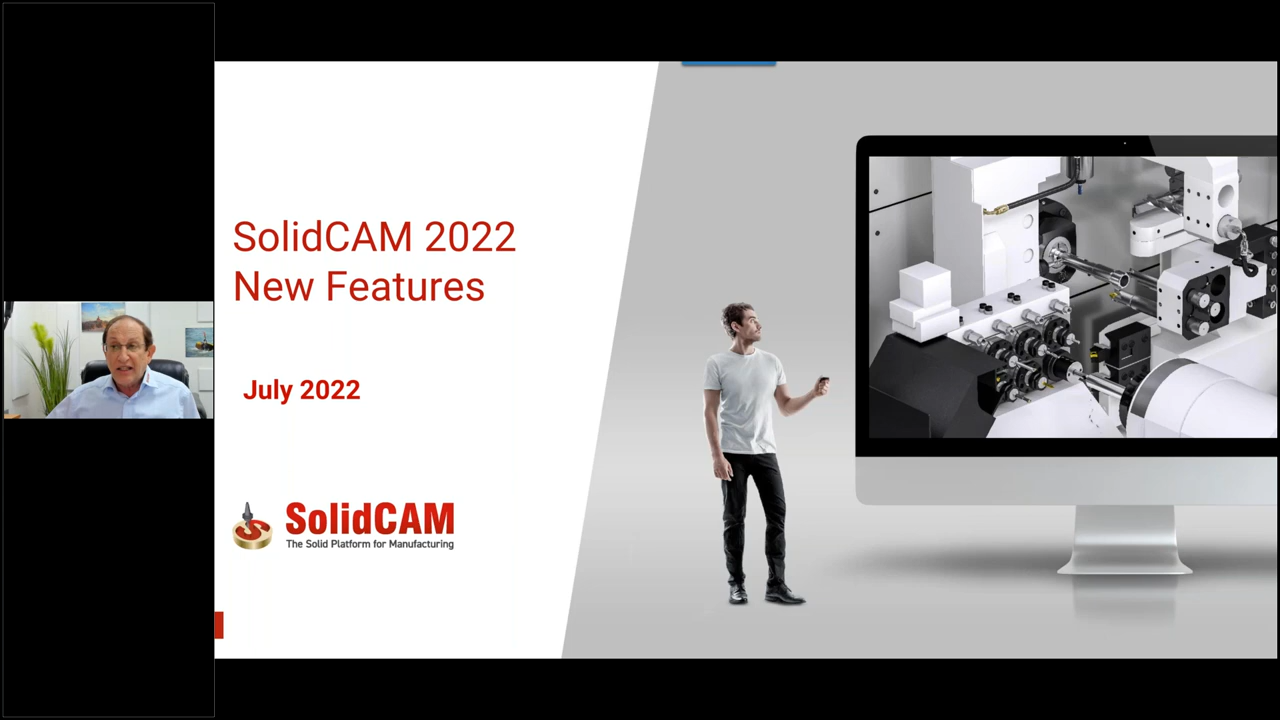 SolidCAM 2022
New Features
July 2022
SolidCAM
The Solid Platform for Manufacturing